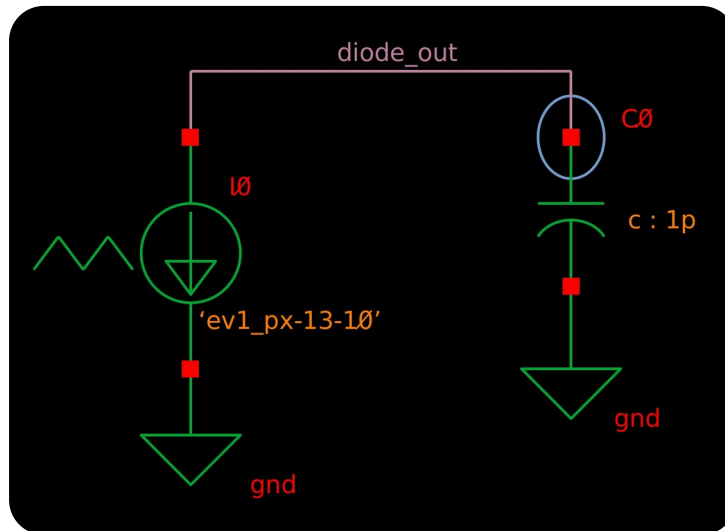 diode_out
C0
I0
c : 1p
‘ev1_px-13-10’
gnd
gnd